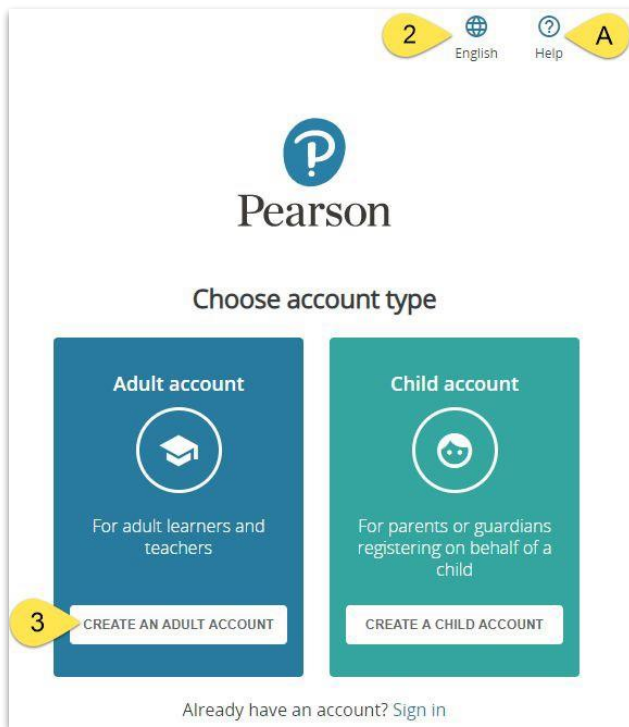 2
English
Help
A
Pearson
Choose account type
Adult account
For adult learners and
teachers
3
CREATE AN ADULT ACCOUNT
Child account
For parents or guardians
registering on behalf of a
child
CREATE A CHILD ACCOUNT
Already have an account? Sign in